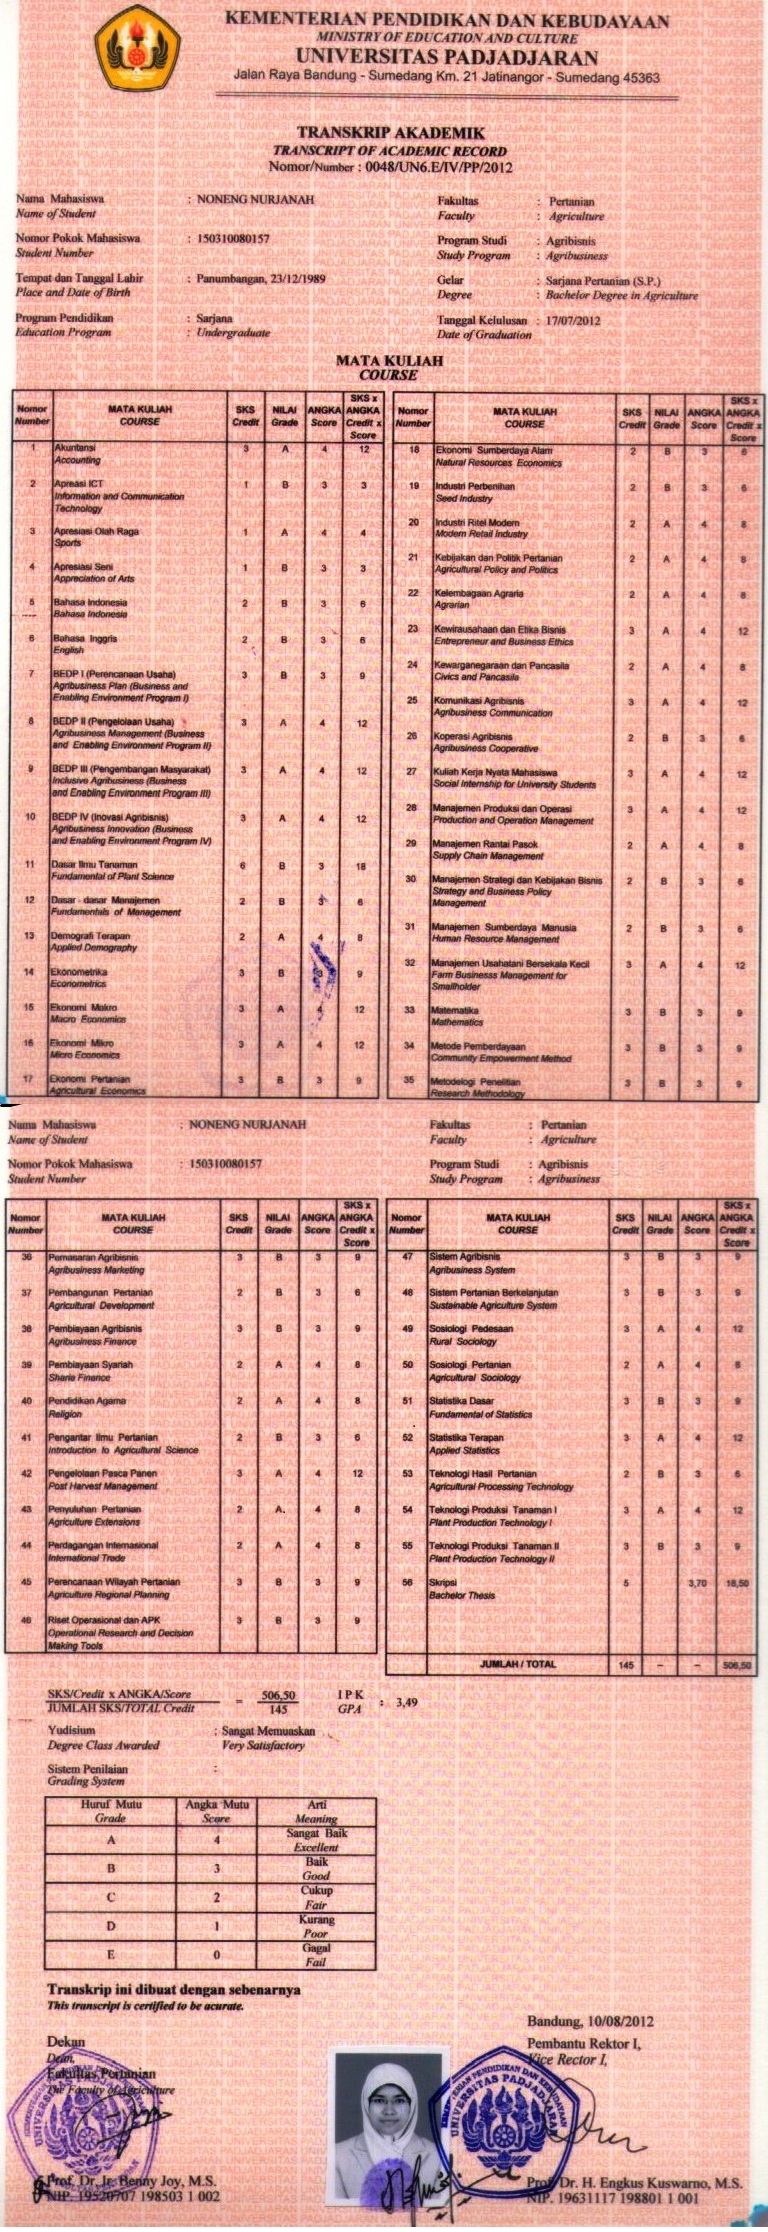 KEMENTERIAN PENDIDIKAN DAN KEBUDAYAAN
MINISTRY OF EDUCATION AND CULTURE
UNIVERSITAS PADJADJARAN
Jalan Raya Bandung - Sumedang Km. 21 Jatinangor - Sumedang 45363
TRANSKRIP AKADEMIK
TRANSCRIPT OF ACADEMIC RECORD
Nomor/Number : 0048/UN6.E/IV/PP/2012
Nama Mahasiswa : NONENG NURJANAH
Name of Student
Nomor Pokok Mahasiswa : 150310080157
Student Number
Tempat dan Tanggal Lahir : Panumbangan, 23/12/1989
Place and Date of Birth
Program Pendidikan : Sarjana
Education Program : Undergraduate
Fakultas : Pertanian
Faculty : Agriculture
Program Studi : Agribisnis
Study Program : Agribusiness
Gelar : Sarjana Pertanian (S.P.)
Degree : Bachelor Degree in Agriculture
Tanggal Kelulusan : 17/07/2012
Date of Graduation
MATA KULIAH
COURSE
Nomor MATA KULIAH SKS NILAI ANGKA SKS x ANGKA
Number COURSE Credit Grade Score Credit x Score
1 Akuntansi 3 A 4 12
Accounting
2 Apreasi ICT 1 B 3 3
Information and Communication
Technology
3 Apresiasi Olah Raga 1 A 4 4
Sports
4 Apresiasi Seni 1 B 3 3
Appreciation of Arts
5 Bahasa Indonesia 2 B 3 6
Bahasa Indonesia
6 Bahasa Inggris 2 B 3 6
English
7 BEDP I (Perencanaan Usaha) 3 B 3 9
Agribusiness Plan (Business and
Enabling Environment Program I)
8 BEDP II (Pengelolaan Usaha) 3 A 4 12
Agribusiness Management (Business
and Enabling Environment Program II)
9 BEDP III (Pengembangan Masyarakat) 3 A 4 12
Inclusive Agribusiness (Business
and Enabling Environment Program III)
10 BEDP IV (Inovasi Agribisnis) 3 A 4 12
Agribusiness Innovation (Business
and Enabling Environment Program IV)
11 Dasar Ilmu Tanaman 6 B 3 18
Fundamental of Plant Science
12 Dasar - dasar Manajemen 2 B 3 6
Fundamentals of Management
13 Demografi Terapan 2 A 4 8
Applied Demography
14 Ekonometrika 3 B 9
Econometrics
15 Ekonomi Makro 3 A 4 12
Macro Economics
16 Ekonomi Mikro 3 A 4 12
Micro Economics
17 Ekonomi Pertanian 3 B 3 9
Agricultural Economics
Nomor MATA KULIAH SKS NILAI ANGKA SKS x ANGKA
Number COURSE Credit Grade Score Credit x Score
18 Ekonomi Sumberdaya Alam 2 B 3 6
Natural Resources Economics
19 Industri Perbenihan 2 B 3 6
Seed Industry
20 Industri Ritel Modern 2 A 4 8
Modern Retail Industry
21 Kebijakan dan Politik Pertanian 2 A 4 8
Agricultural Policy and Politics
22 Kelembagaan Agraria 2 A 4 8
Agrarian
23 Kewirausahaan dan Etika Bisnis 3 A 4 12
Entrepreneur and Business Ethics
24 Kewarganegaraan dan Pancasila 2 A 4 8
Civics and Pancasila
25 Komunikasi Agribisnis 3 A 4 12
Agribusiness Communication
26 Koperasi Agribisnis 2 B 3 6
Agribusiness Cooperative
27 Kuliah Kerja Nyata Mahasiswa 3 A 4 12
Social Internship for University Students
28 Manajemen Produksi dan Operasi 3 A 4 12
Production and Operation Management
29 Manajemen Rantai Pasok 2 A 4 8
Supply Chain Management
30 Manajemen Strategi dan Kebijakan Bisnis 2 B 3 6
Strategy and Business Policy
Management
31 Manajemen Sumberdaya Manusia 2 B 3 6
Human Resource Management
32 Manajemen Usahatani Bersekala Kecil 3 A 4 12
Farm Businesss Management for
Smallholder
33 Matematika 3 B 3 9
Mathematics
34 Metode Pemberdayaan 3 B 3 9
Community Empowerment Method
35 Metodelogi Penelitian 3 B 3 9
Research Methodology
Nama Mahasiswa : NONENG NURJANAH
Name of Student
Nomor Pokok Mahasiswa : 150310080157
Student Number
Fakultas : Pertanian
Faculty : Agriculture
Program Studi : Agribisnis
Study Program : Agribusiness
Nomor MATA KULIAH SKS NILAI ANGKA SKS x ANGKA
Number COURSE Credit Grade Score Credit x Score
36 Pemasaran Agribisnis 3 B 3 9
Agribusiness Marketing
37 Pembangunan Pertanian 2 B 3 6
Agricultural Development
38 Pembiayaan Agribisnis 3 B 3 9
Agribusiness Finance
39 Pembiayaan Syariah 2 A 4 8
Sharia Finance
40 Pendidikan Agama 2 A 4 8
Religion
41 Pengantar Ilmu Pertanian 2 B 3 6
Introduction to Agricultural Science
42 Pengelolaan Pasca Panen 3 A 4 12
Post Harvest Management
43 Penyuluhan Pertanian 2 A. 4 8
Agriculture Extensions
44 Perdagangan Internasional 2 A 4 8
International Trade
45 Perencanaan Wilayah Pertanian 3 B 3 9
Agriculture Regional Planning
46 Riset Operasional dan APK 3 B 3 9
Operational Research and Decision
Making Tools
Nomor MATA KULIAH SKS NILAI ANGKA SKS x ANGKA
Number COURSE Credit Grade Score Credit x Score
47 Sistem Agribisnis 3 B 3 9
Agribusiness System
48 Sistem Pertanian Berkelanjutan 3 B 3 9
Sustainable Agriculture System
49 Sosiologi Pedesaan 3 A 4 12
Rural Sociology
50 Sosiologi Pertanian 2 A 4 8
Agricultural Sociology
51 Statistika Dasar 3 B 3 9
Fundamental of Statistics
52 Statistika Terapan 3 A 4 12
Applied Statistics
53 Teknologi Hasil Pertanian 2 B 3 6
Agricultural Processing Technology
54 Teknologi Produksi Tanaman I 3 A 4 12
Plant Production Technology I
55 Teknologi Produksi Tanaman II 3 B 3 9
Plant Production Technology II
56 Skripsi 5 3,70 18,50
Bachelor Thesis
JUMLAH / TOTAL 145 – – 506,50
SKS/Credit x ANGKA/Score = 506,50 I P K : 3,49
JUMLAH SKS/TOTAL Credit 145 GPA
Yudisium : Sangat Memuaskan
Degree Class Awarded Very Satisfactory
Sistem Penilaian :
Grading System
Huruf Mutu Angka Mutu Arti
Grade Score Meaning
A 4 Sangat Baik
Excellent
B 3 Baik
Good
C 2 Cukup
Fair
D 1 Kurang
Poor
E 0 Gagal
Fail
Transkrip ini dibuat dengan sebenarnya
This transcript is certified to be acurate.
Bandung, 10/08/2012
Dekan
Dean,
Fakultas Pertanian
The Faculty of Agriculture
Prof. Dr. Ir. Benny Joy, M.S.
NIP. 19520707 198503 1 002
Pembantu Rektor I,
Vice Rector I,
Prof. Dr. H. Engkus Kuswarno, M.S.
NIP. 19631117 198801 1 001
UNIVERSITAS PADJADJARAN